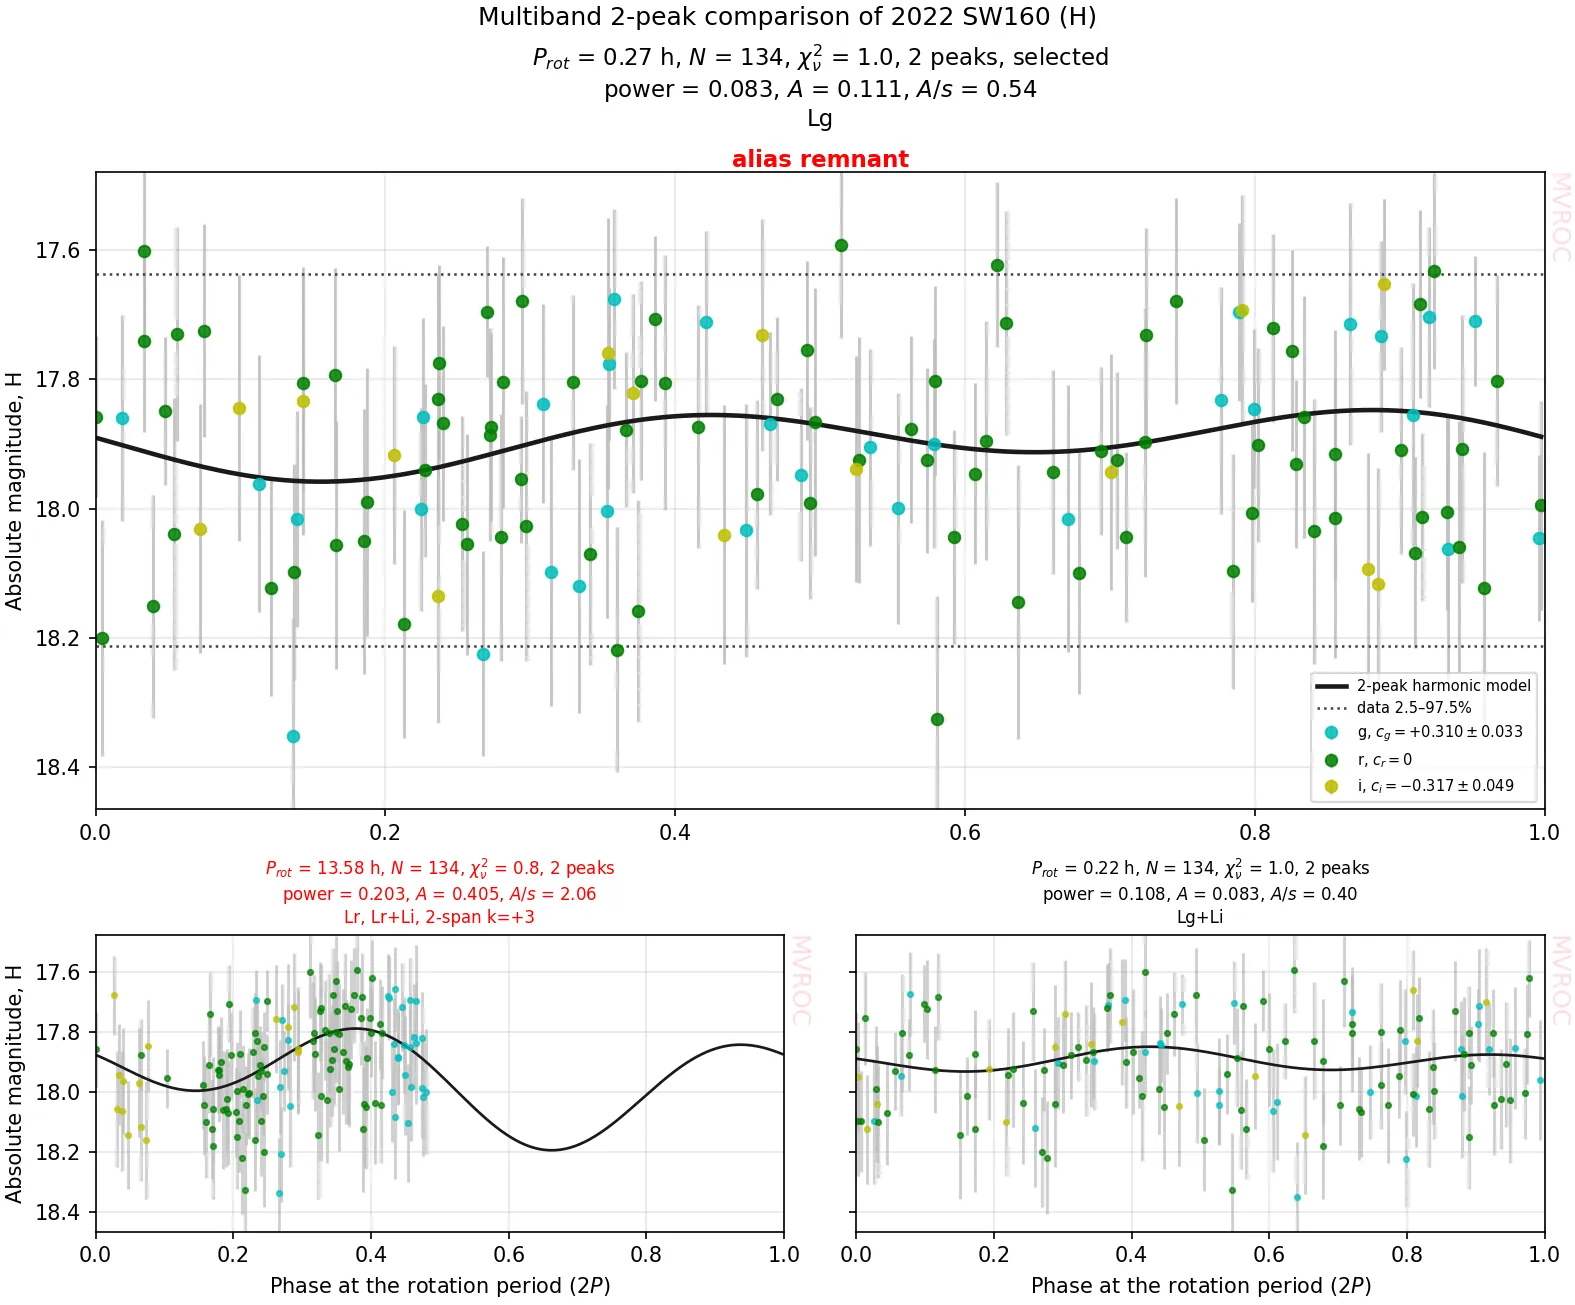 Multiband 2-peak comparison of 2022 SW160 (H)
P_rot = 0.27 h, N = 134, χ²_ν = 1.0, 2 peaks, selected
power = 0.083, A = 0.111, A/s = 0.54
Lg
alias remnant
MVROC
Absolute magnitude, H
17.6
17.8
18.0
18.2
18.4
2-peak harmonic model
data 2.5–97.5%
g, c_g = +0.310 ± 0.033
r, c_r = 0
i, c_i = −0.317 ± 0.049
0.0 0.2 0.4 0.6 0.8 1.0
P_rot = 13.58 h, N = 134, χ²_ν = 0.8, 2 peaks
power = 0.203, A = 0.405, A/s = 2.06
Lr, Lr+Li, 2-span k=+3
MVROC
Absolute magnitude, H
17.6
17.8
18.0
18.2
18.4
0.0 0.2 0.4 0.6 0.8 1.0
Phase at the rotation period (2P)
P_rot = 0.22 h, N = 134, χ²_ν = 1.0, 2 peaks
power = 0.108, A = 0.083, A/s = 0.40
Lg+Li
MVROC
0.0 0.2 0.4 0.6 0.8 1.0
Phase at the rotation period (2P)